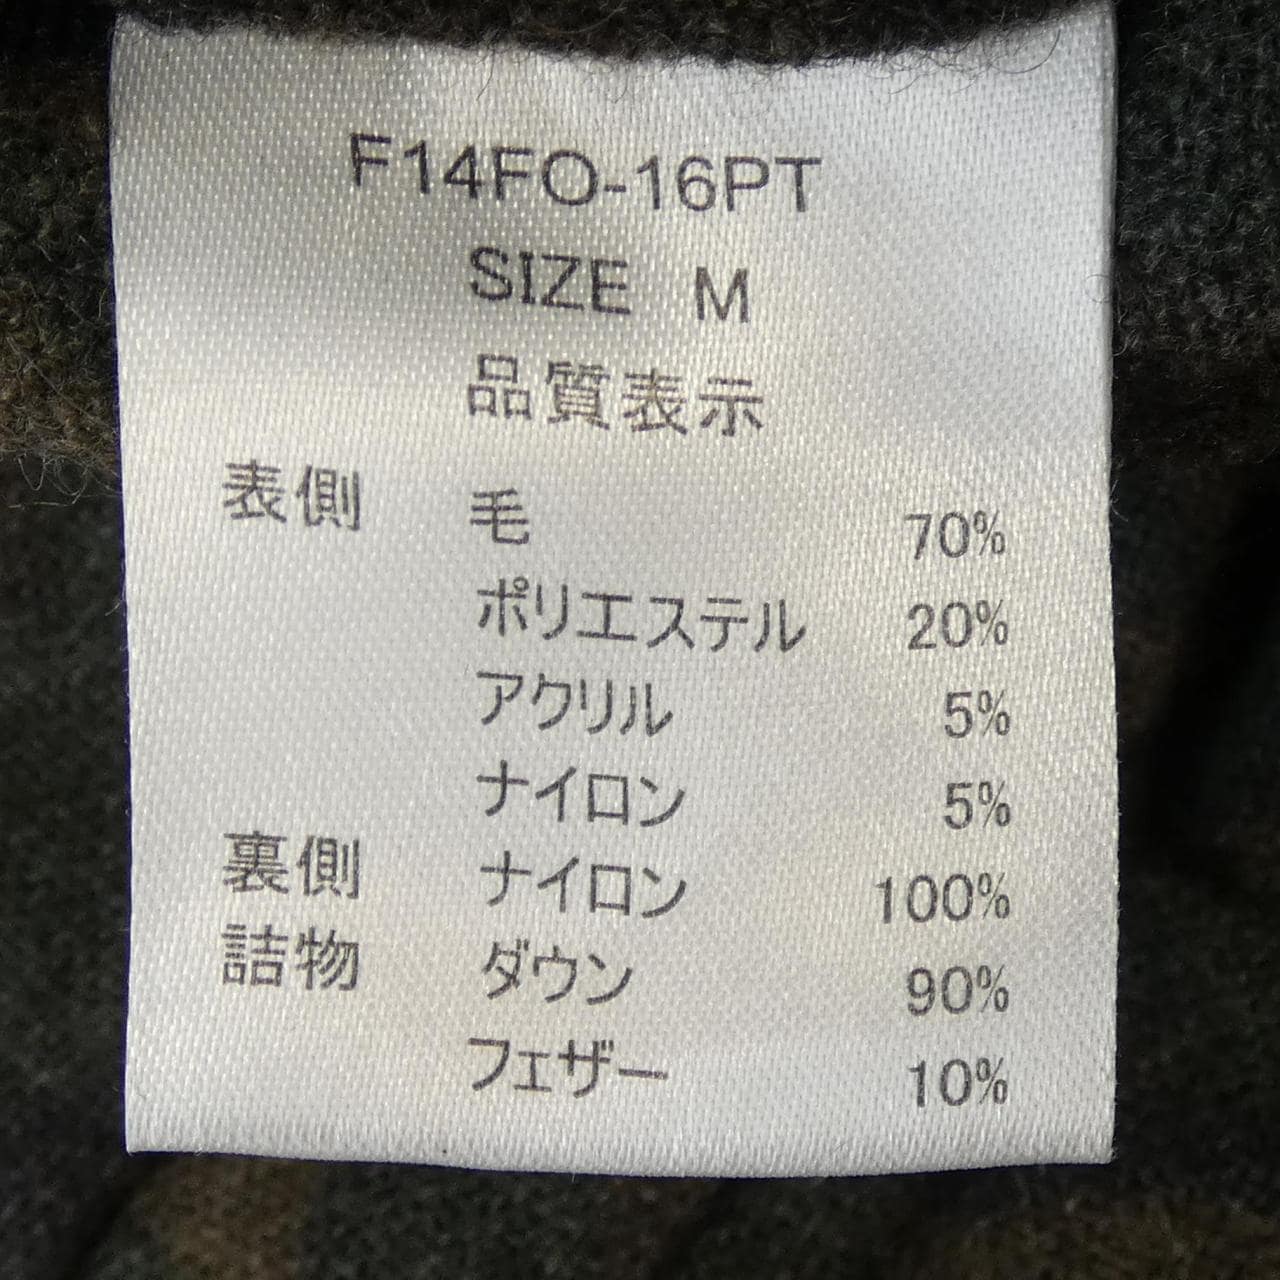 F14FO-16PT
SIZE M
品質表示
表側 毛 70%
ポリエステル 20%
アクリル 5%
ナイロン 5%
裏側 ナイロン 100%
詰物 ダウン 90%
フェザー 10%